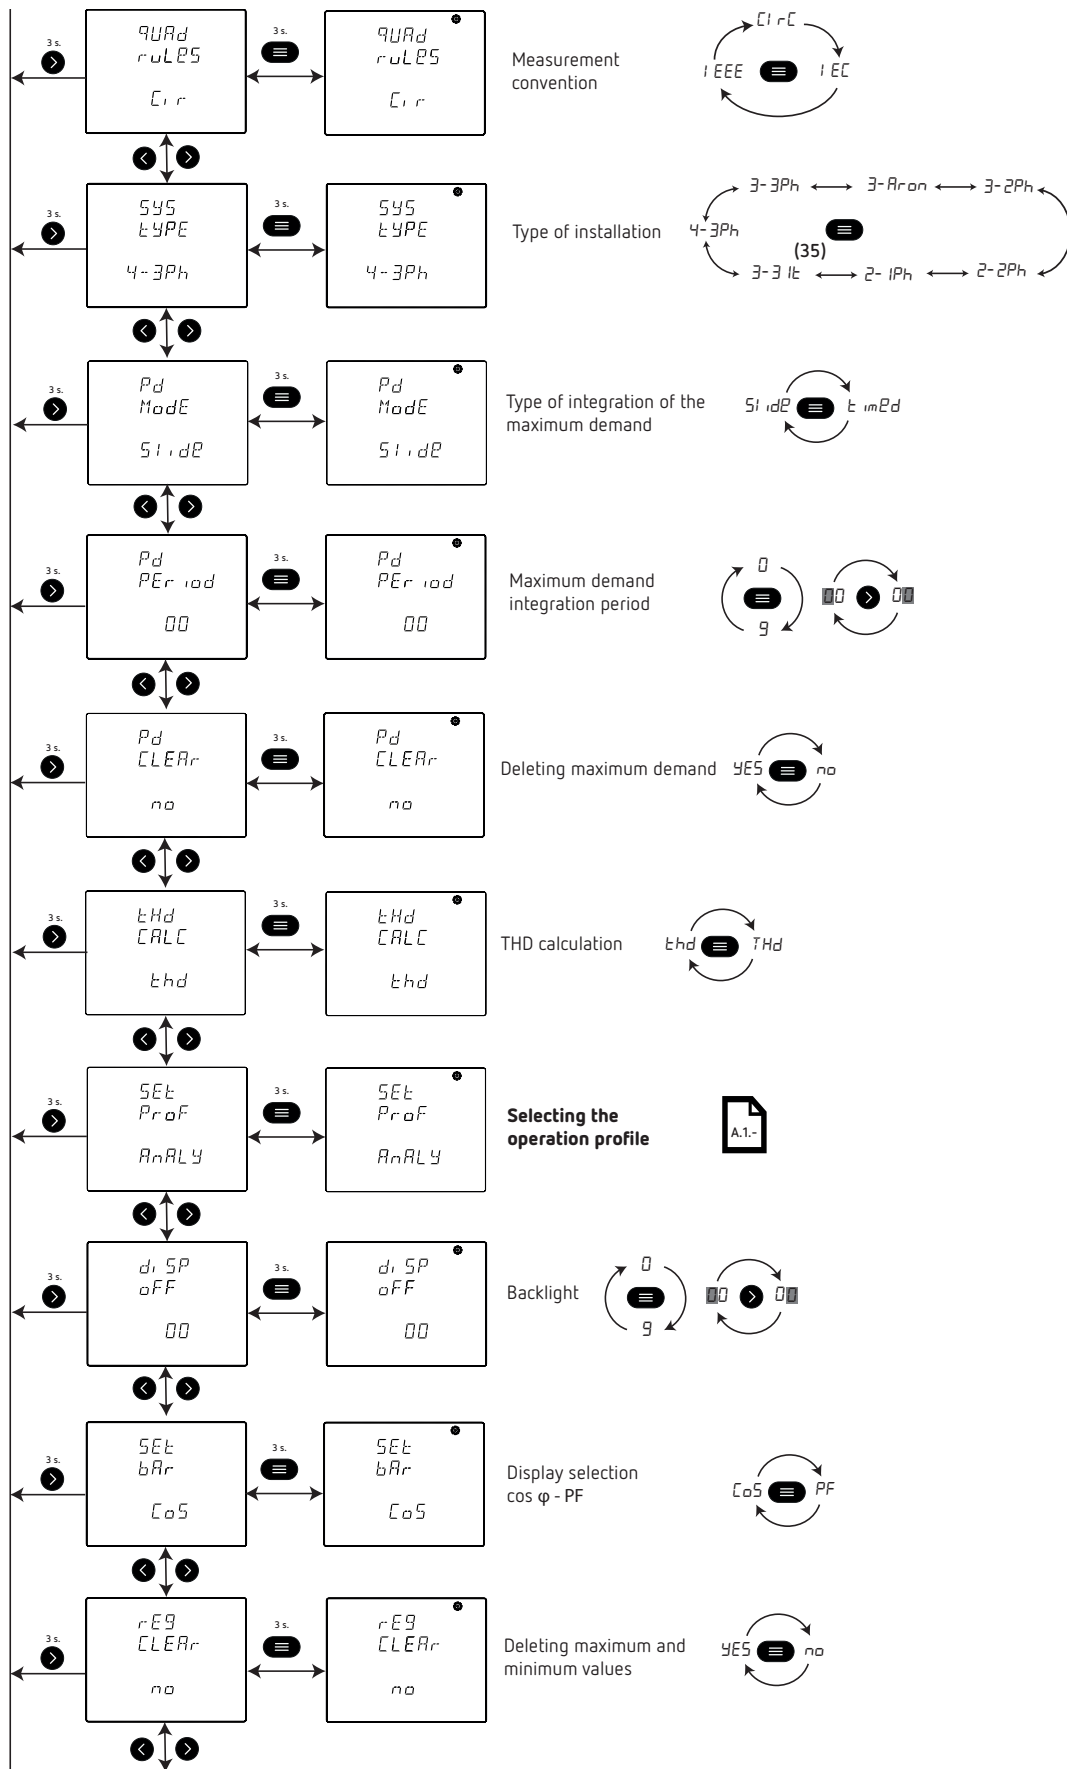 3 s.
qUAd
ruLES
Cir
3 s.
qUAd
ruLES
Cir
Measurement
convention
CIrC
IEEE
IEC
3 s.
SYS
tYPE
4-3Ph
3 s.
SYS
tYPE
4-3Ph
Type of installation
3-3Ph
3-Aron
3-2Ph
4-3Ph
(35)
3-3It
2-1Ph
2-2Ph
3 s.
Pd
ModE
SlidE
3 s.
Pd
ModE
SlidE
Type of integration of the
maximum demand
SlidE
timEd
3 s.
Pd
PEriod
00
3 s.
Pd
PEriod
00
Maximum demand
integration period
0
9
00
00
3 s.
Pd
CLEAr
no
3 s.
Pd
CLEAr
no
Deleting maximum demand
YES
no
3 s.
tHd
CALC
thd
3 s.
tHd
CALC
thd
THD calculation
thd
THd
3 s.
SEt
ProF
AnALY
3 s.
SEt
ProF
AnALY
Selecting the
operation profile
A.1.-
3 s.
diSP
oFF
00
3 s.
diSP
oFF
00
Backlight
0
9
00
00
3 s.
SEt
bAr
CoS
3 s.
SEt
bAr
CoS
Display selection
cos φ - PF
CoS
PF
3 s.
rEg
CLEAr
no
3 s.
rEg
CLEAr
no
Deleting maximum and
minimum values
YES
no